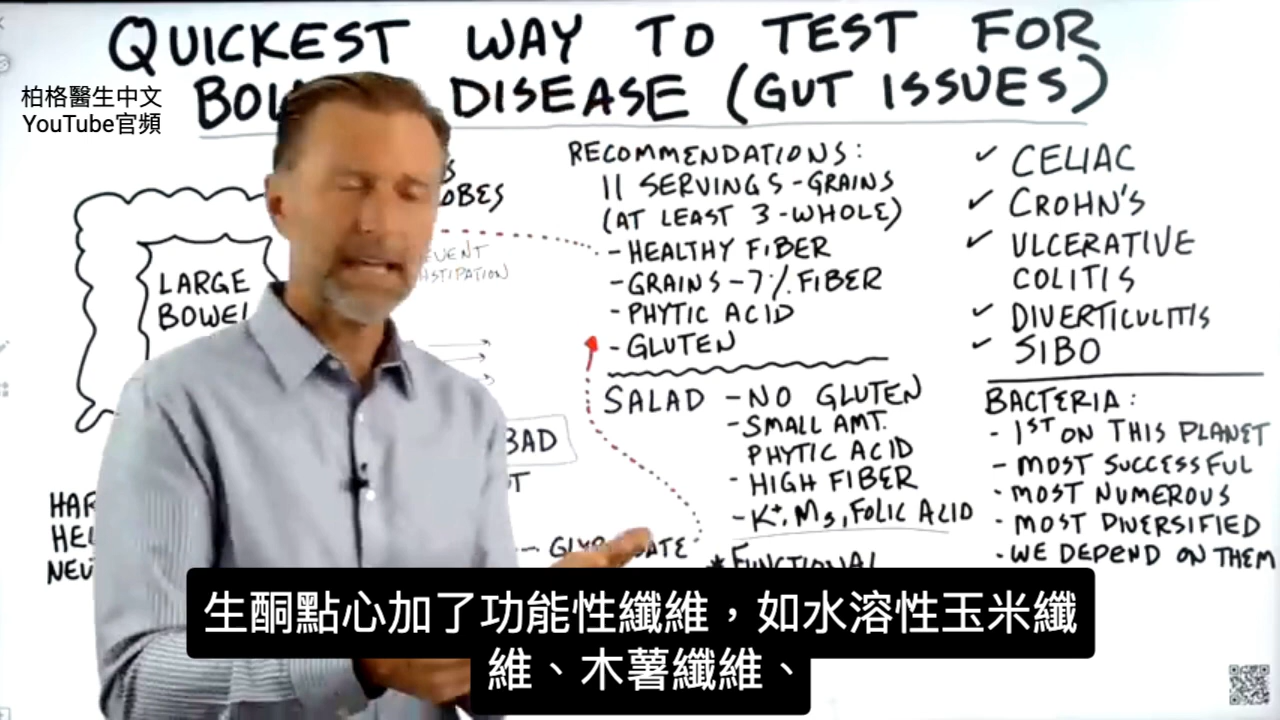 QUICKEST WAY TO TEST FOR
DISEASE (GUT ISSUES)
柏格醫生中文
YouTube官頻
LARGE
RECOMMENDATIONS:
11 SERVINGS-GRAINS
(AT LEAST 3-WHOLE)
-HEALTHY FIBER
-GRAINS-7% FIBER
-PHYTIC ACID
-GLUTEN
SALAD -NO GLUTEN
-SMALL AMT.
PHYTIC ACID
-HIGH FIBER
-K+, Mg, FOLIC ACID
*FUNCTIONAL
✓ CELIAC
✓ CROHN'S
✓ ULCERATIVE
COLITIS
✓ DIVERTICULITIS
✓ SIBO
BACTERIA:
- 1ST ON THIS PLANET
- MOST SUCCESSFUL
- MOST NUMEROUS
- MOST DIVERSIFIED
- WE DEPEND ON THEM
BAD
生酮點心加了功能性纖維，如水溶性玉米纖
維、木薯纖維、